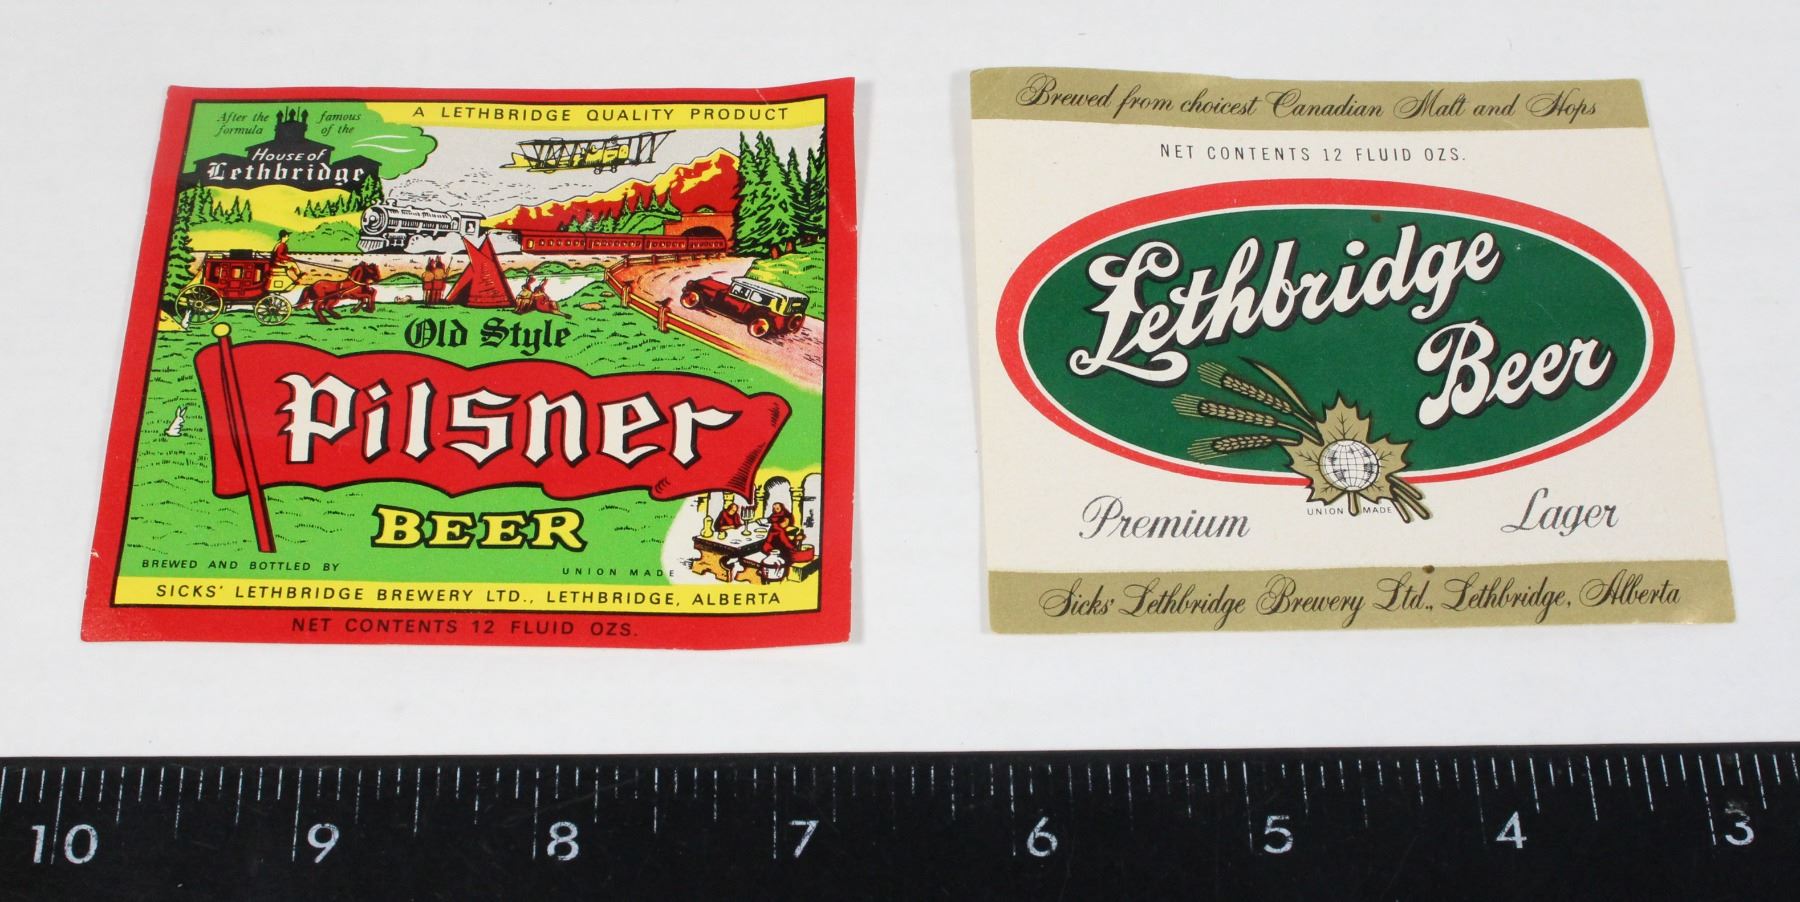 After the famous
formula of the
House of
Lethbridge
A LETHBRIDGE QUALITY PRODUCT
Old Style
Pilsner
BEER
BREWED AND BOTTLED BY
UNION MADE
SICKS' LETHBRIDGE BREWERY LTD., LETHBRIDGE, ALBERTA
NET CONTENTS 12 FLUID OZS.
Brewed from choicest Canadian Malt and Hops
NET CONTENTS 12 FLUID OZS.
Lethbridge
Beer
Premium Lager
UNION MADE
Sicks' Lethbridge Brewery Ltd., Lethbridge, Alberta
10 9 8 7 6 5 4 3